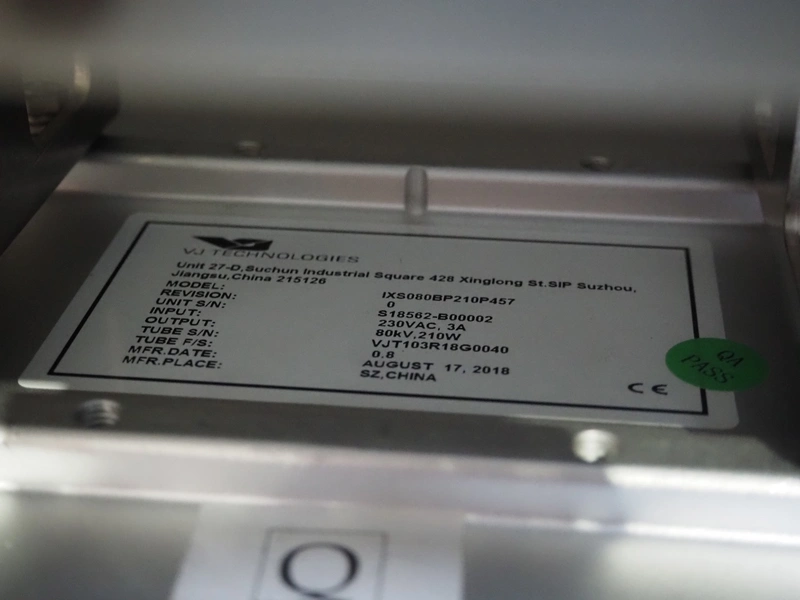 VJ TECHNOLOGIES
Unit 27-D,Suchun Industrial Square 428 Xinglong St.SIP Suzhou,
Jiangsu,China 215126
MODEL: IXS080BP210P457
REVISION: 0
UNIT S/N: S18562-B00002
INPUT: 230VAC, 3A
OUTPUT: 80kV,210W
TUBE S/N: VJT103R18G0040
TUBE F/S: 0.8
MFR.DATE: AUGUST 17, 2018
MFR.PLACE: SZ,CHINA
CE
QA
PASS
Q